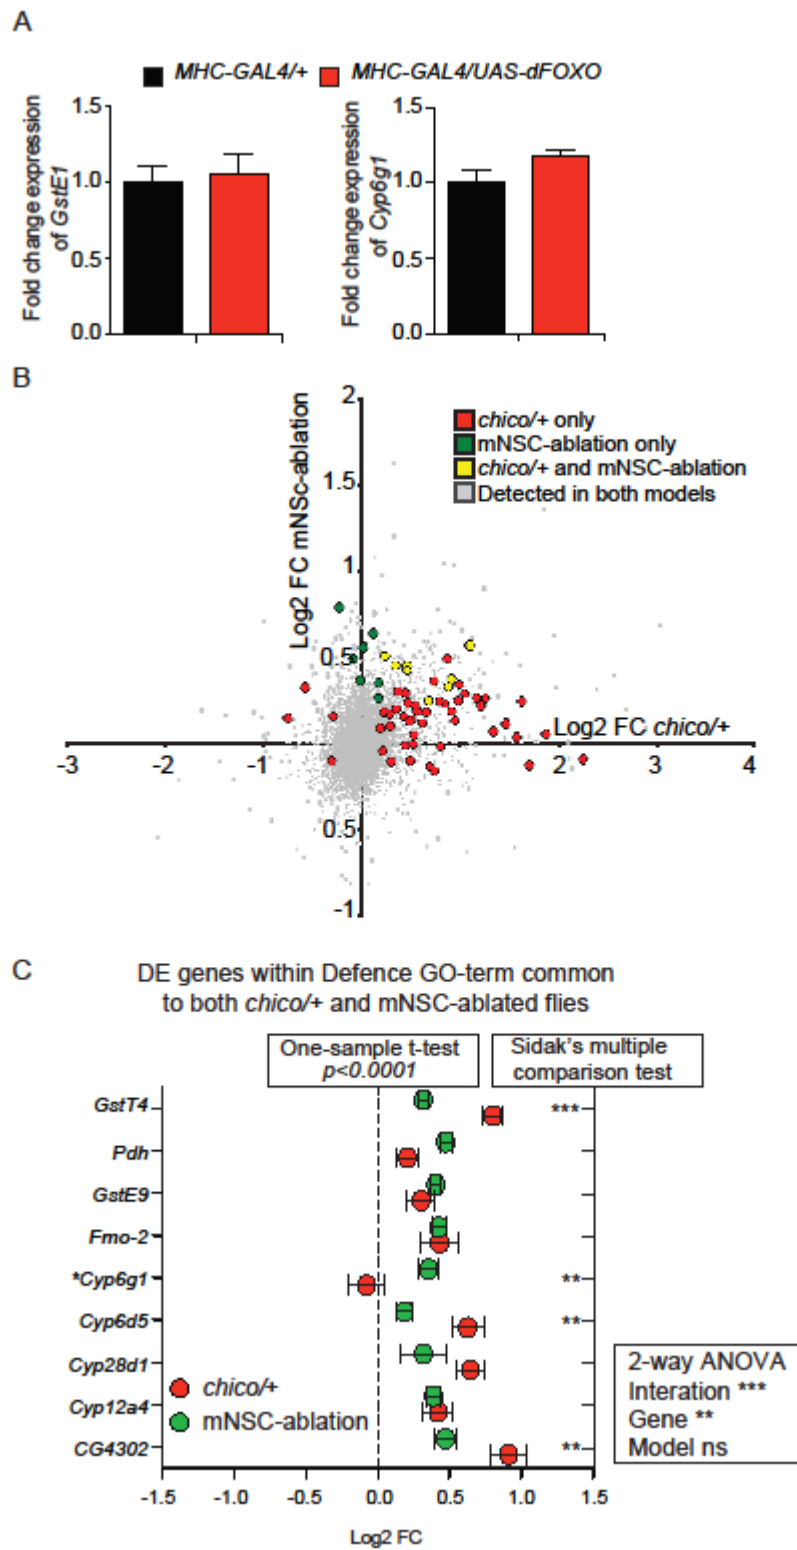 A
MHC-GAL4/+ MHC-GAL4/UAS-dFOXO
Fold change expression
of GstE1
1.5
1.0
0.5
0.0
Fold change expression
of Cyp6g1
1.5
1.0
0.5
0.0
B
Log2 FC mNSc-ablation
2
1.5
1
0.5
0.5
-1
chico/+ only
mNSC-ablation only
chico/+ and mNSC-ablation
Detected in both models
Log2 FC chico/+
-3 -2 -1 1 2 3 4
C
DE genes within Defence GO-term common
to both chico/+ and mNSC-ablated flies
One-sample t-test
p<0.0001
Sidak's multiple
comparison test
GstT4 ***
Pdh
GstE9
Fmo-2
*Cyp6g1 **
Cyp6d5 **
Cyp28d1
Cyp12a4
CG4302 **
chico/+
mNSC-ablation
2-way ANOVA
Interation ***
Gene **
Model ns
-1.5 -1.0 -0.5 0.0 0.5 1.0 1.5
Log2 FC